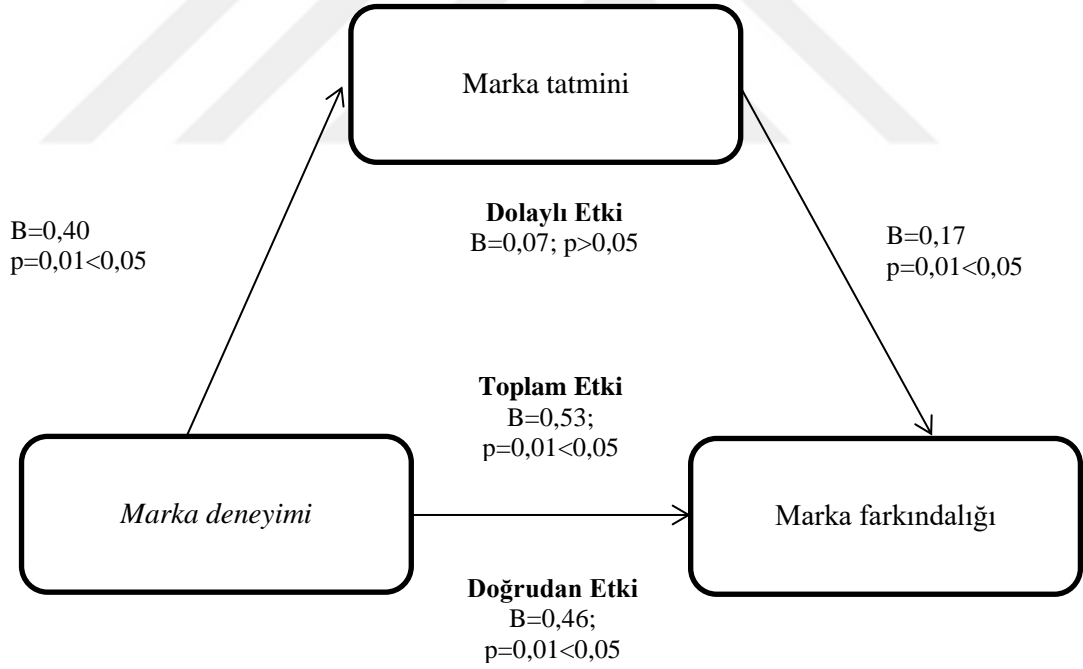 Marka tatmini
Dolaylı Etki
B=0,07; p>0,05
B=0,40
p=0,01<0,05
B=0,17
p=0,01<0,05
Toplam Etki
B=0,53;
p=0,01<0,05
Marka deneyimi
Marka farkındalığı
Doğrudan Etki
B=0,46;
p=0,01<0,05